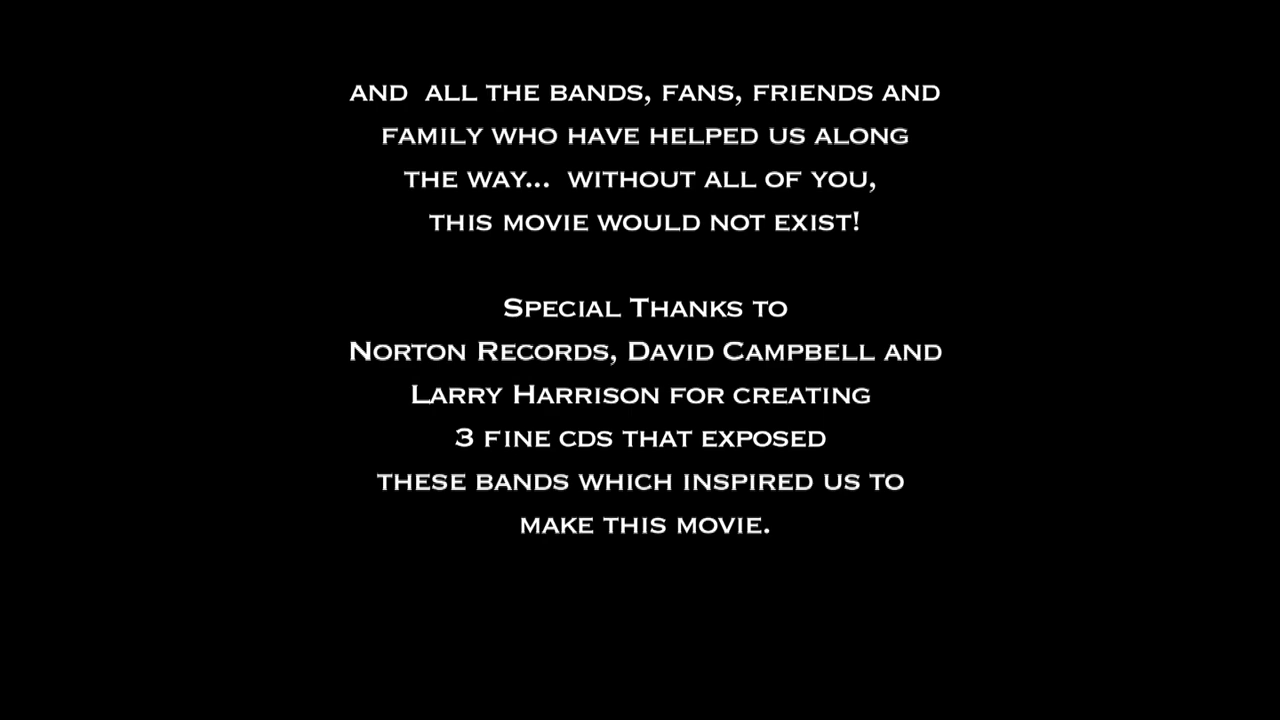 AND ALL THE BANDS, FANS, FRIENDS AND
FAMILY WHO HAVE HELPED US ALONG
THE WAY... WITHOUT ALL OF YOU,
THIS MOVIE WOULD NOT EXIST!
SPECIAL THANKS TO
NORTON RECORDS, DAVID CAMPBELL AND
LARRY HARRISON FOR CREATING
3 FINE CDS THAT EXPOSED
THESE BANDS WHICH INSPIRED US TO
MAKE THIS MOVIE.